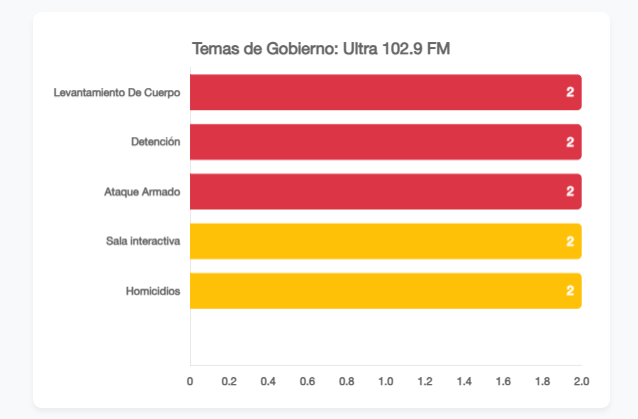 Temas de Gobierno: Ultra 102.9 FM
Levantamiento De Cuerpo 2
Detención 2
Ataque Armado 2
Sala interactiva 2
Homicidios 2
0 0.2 0.4 0.6 0.8 1.0 1.2 1.4 1.6 1.8 2.0